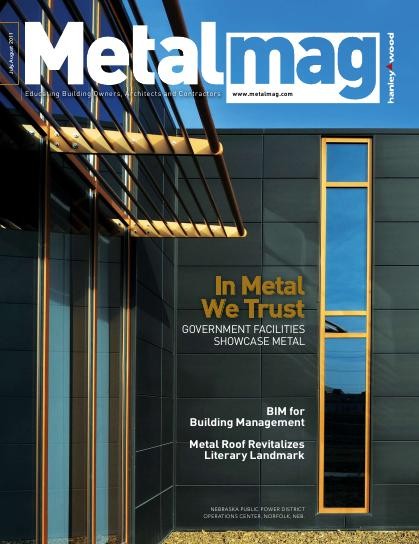 July/August 2011
Metalmag
hanley wood
Educating Building Owners, Architects and Contractors
www.metalmag.com
In Metal
We Trust
GOVERNMENT FACILITIES
SHOWCASE METAL
BIM for
Building Management
Metal Roof Revitalizes
Literary Landmark
NEBRASKA PUBLIC POWER DISTRICT
OPERATIONS CENTER, NORFOLK, NEB.